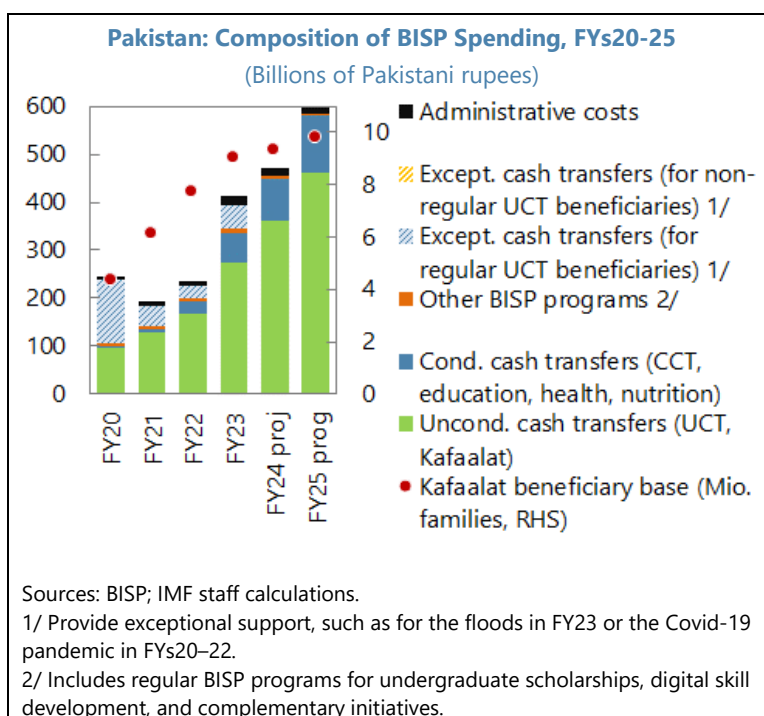 Pakistan: Composition of BISP Spending, FYs20-25
(Billions of Pakistani rupees)
600
500
400
300
200
100
0
10
8
6
4
2
0
FY20
FY21
FY22
FY23
FY24 proj
FY25 prog
Administrative costs
Except. cash transfers (for non-
regular UCT beneficiaries) 1/
Except. cash transfers (for
regular UCT beneficiaries) 1/
Other BISP programs 2/
Cond. cash transfers (CCT,
education, health, nutrition)
Uncond. cash transfers (UCT,
Kafaalat)
Kafaalat beneficiary base (Mio.
families, RHS)
Sources: BISP; IMF staff calculations.
1/ Provide exceptional support, such as for the floods in FY23 or the Covid-19
pandemic in FYs20–22.
2/ Includes regular BISP programs for undergraduate scholarships, digital skill
development, and complementary initiatives.